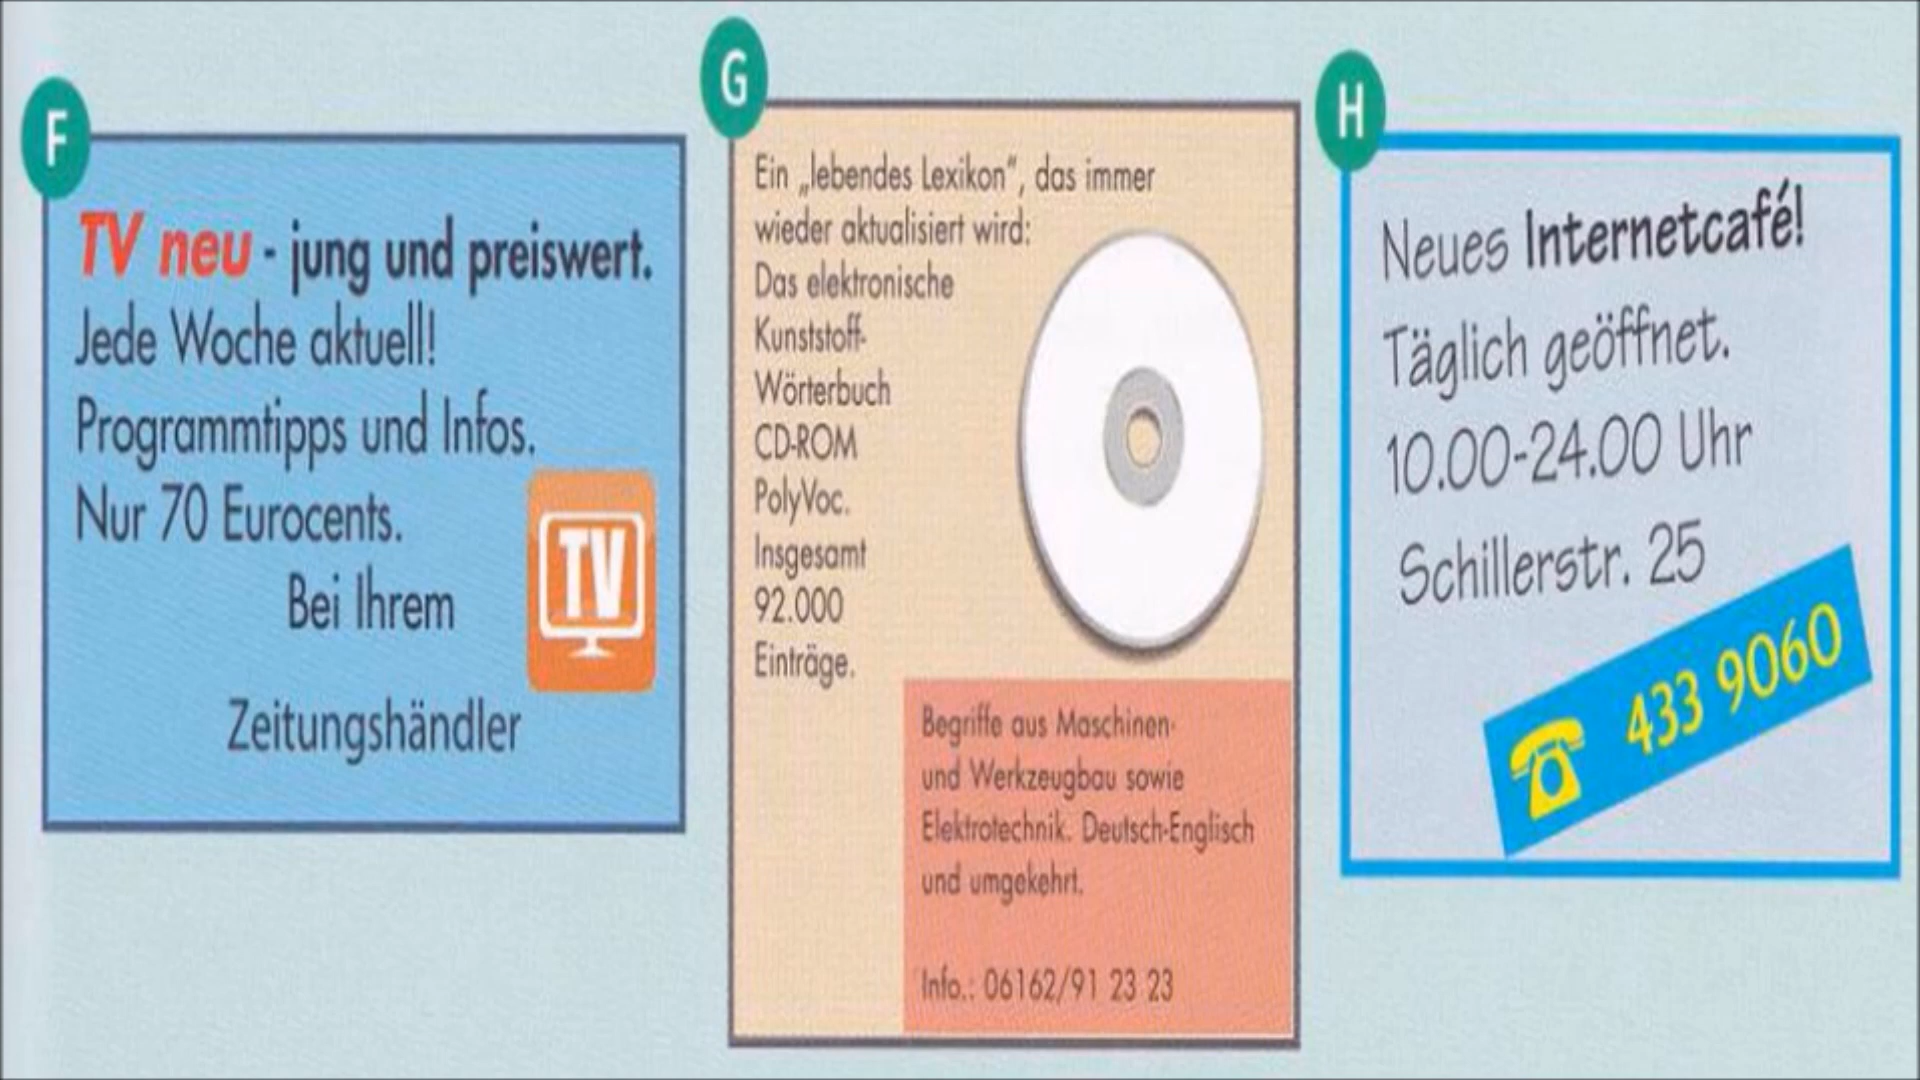 F
TV neu - jung und preiswert.
Jede Woche aktuell!
Programmtipps und Infos.
Nur 70 Eurocents.
Bei Ihrem
TV
Zeitungshändler
G
Ein „lebendes Lexikon“, das immer
wieder aktualisiert wird:
Das elektronische
Kunststoff-
Wörterbuch
CD-ROM
PolyVoc.
Insgesamt
92.000
Einträge.
Begriffe aus Maschinen-
und Werkzeugbau sowie
Elektrotechnik. Deutsch-Englisch
und umgekehrt.
Info.: 06162/91 23 23
H
Neues Internetcafé!
Täglich geöffnet.
10.00-24.00 Uhr
Schillerstr. 25
433 9060